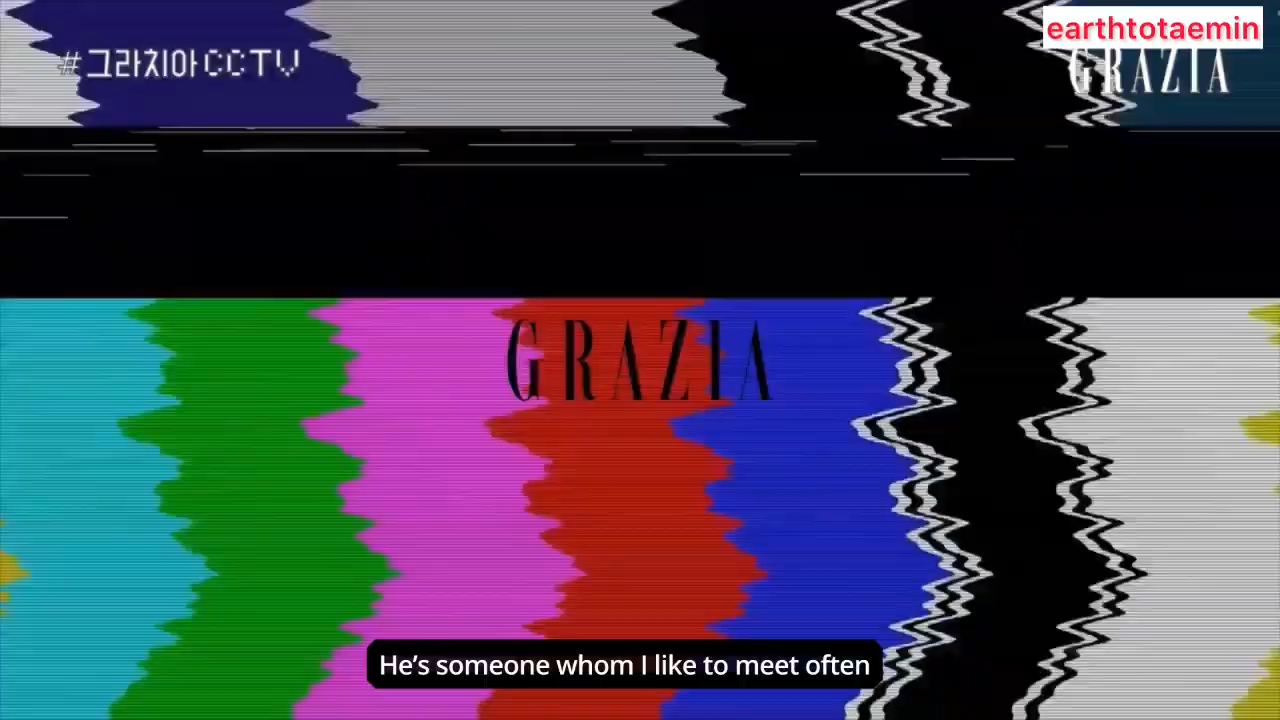 earthtotaemin
#그라치아CCTV
GRAZIA
GRAZIA
He's someone whom I like to meet often